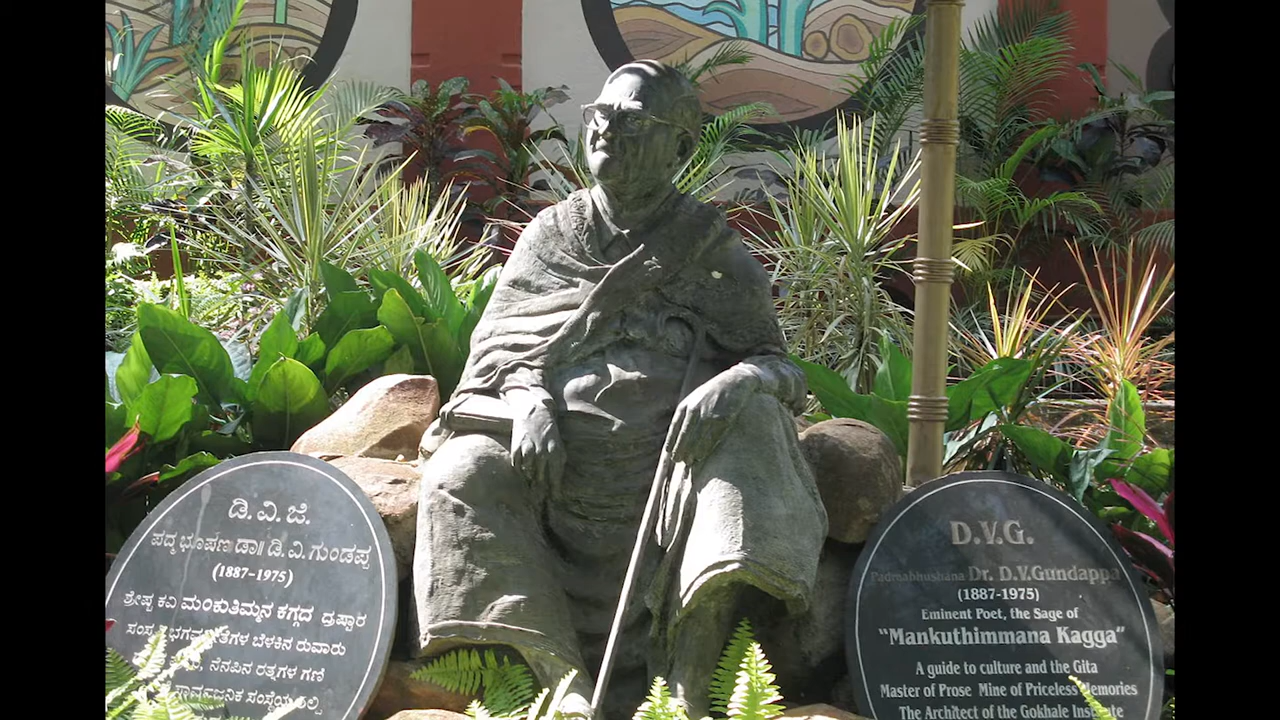 ಡಿ. ವಿ. ಜಿ.
ಪದ್ಮಭೂಷಣ ಡಾ|| ಡಿ. ವಿ. ಗುಂಡಪ್ಪ
(1887-1975)
ಶ್ರೇಷ್ಠ ಕವಿ ಮಂಕುತಿಮ್ಮನ ಕಗ್ಗದ ದ್ರಷ್ಟಾರ
ಬೆಳಕಿನ ರುವಾರು
ನೆನಪಿನ ರತ್ನಗಳ ಗಣಿ
D.V.G.
Padmabhushana Dr. D.V.Gundappa
(1887-1975)
Eminent Poet, the Sage of
"Mankuthimmana Kagga"
A guide to culture and the Gita
Master of Prose Mine of Priceless Memories
The Architect of the Gokhale Institute